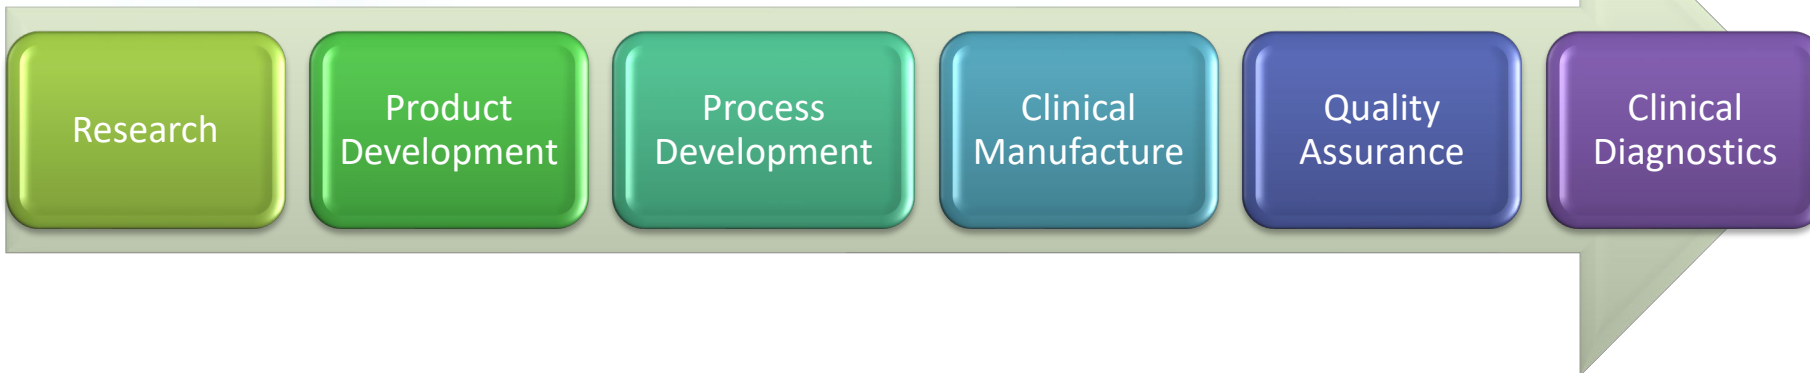 Research
Product
Development
Process
Development
Clinical
Manufacture
Quality
Assurance
Clinical
Diagnostics